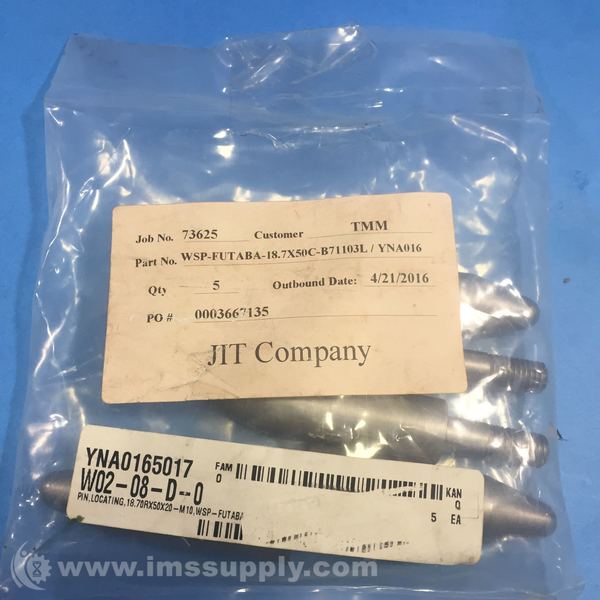 Job No. 73625 Customer TMM
Part No. WSP-FUTABA-18.7X50C-B71103L / YNA016
Qty 5 Outbound Date: 4/21/2016
PO # 0003667135
JIT Company
YNA0165017 FAM KAN
W02-08-D--0 0 0
PIN,LOCATING,18.70RX50X20-M10,WSP-FUTABA 5 EA
www.imssupply.com